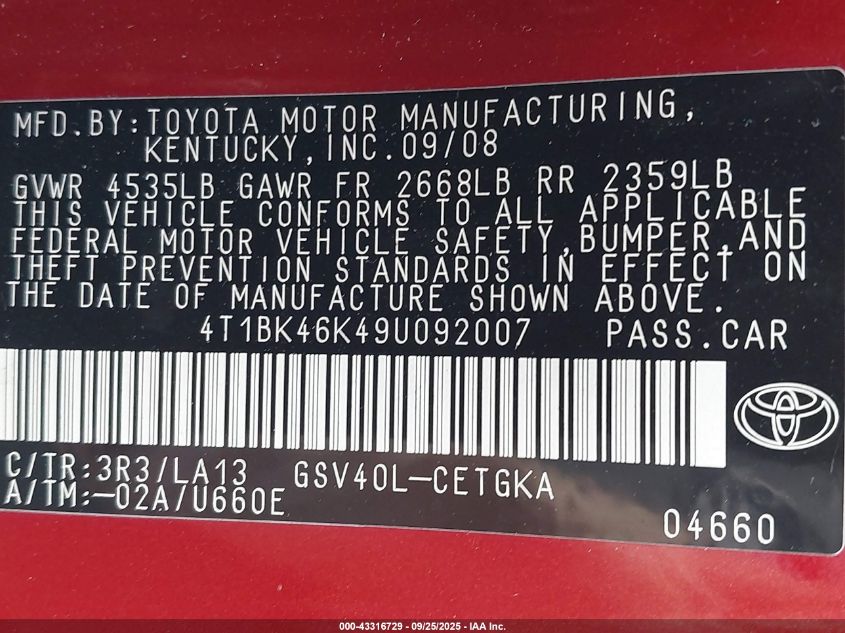 MFD.BY:TOYOTA MOTOR MANUFACTURING,
KENTUCKY,INC.09/08
GVWR 4535LB GAWR FR 2668LB RR 2359LB
THIS VEHICLE CONFORMS TO ALL APPLICABLE
FEDERAL MOTOR VEHICLE SAFETY,BUMPER,AND
THEFT PREVENTION STANDARDS IN EFFECT ON
THE DATE OF MANUFACTURE SHOWN ABOVE.
4T1BK46K49U092007 PASS.CAR
C/TR:3R3/LA13 GSV40L-CETGKA
A/TM:-02A/U660E
04660
000-43316729 - 09/25/2025 - IAA Inc.